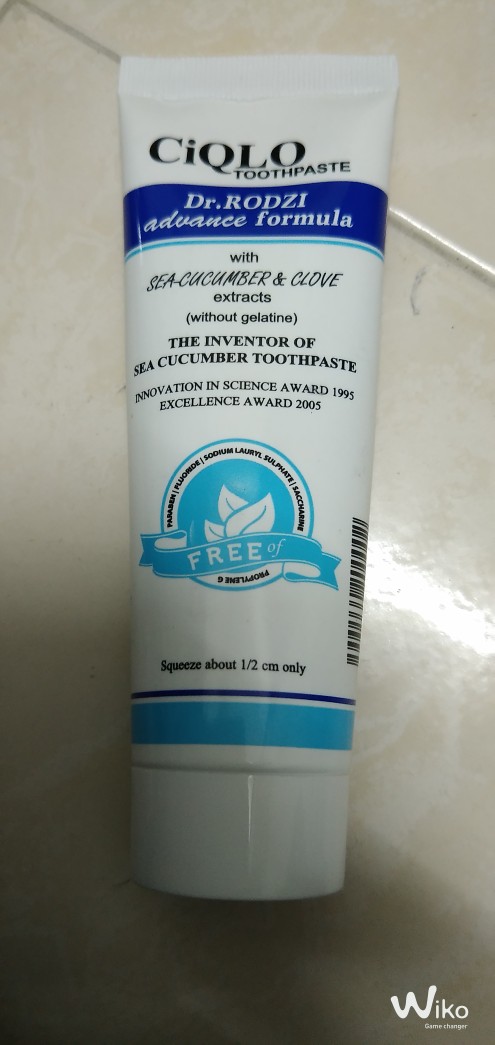 CiQLO
TOOTHPASTE
Dr.RODZI
advance formula
with
SEA-CUCUMBER & CLOVE
extracts
(without gelatine)
THE INVENTOR OF
SEA CUCUMBER TOOTHPASTE
INNOVATION IN SCIENCE AWARD 1995
EXCELLENCE AWARD 2005
PARABEN | FLUORIDE | SODIUM LAURYL SULPHATE | SACCHARINE
FREE of
PROPYLENE G
Squeeze about 1/2 cm only
Wiko
Game changer